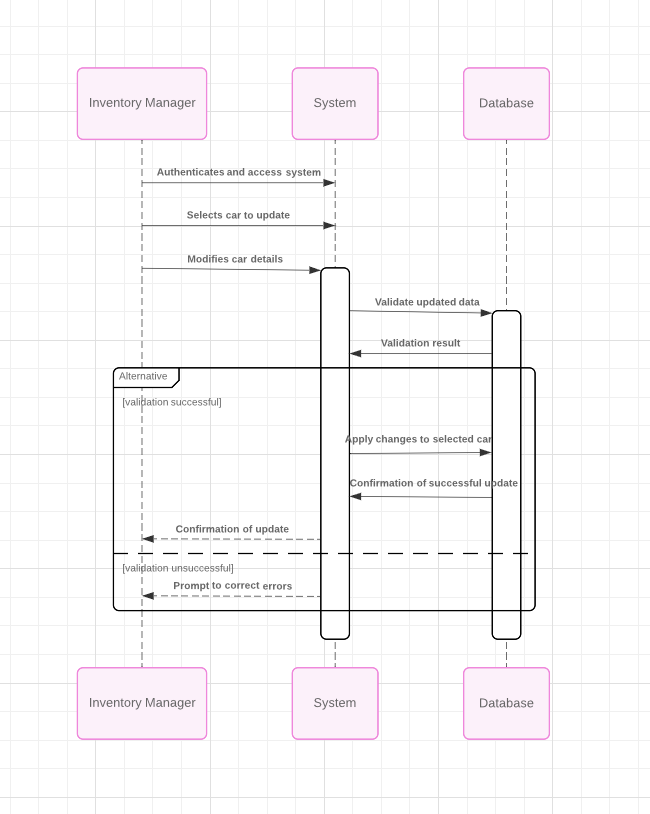 Inventory Manager
System
Database
Authenticates and access system
Selects car to update
Modifies car details
Validate updated data
Validation result
Alternative
[validation successful]
Apply changes to selected car
Confirmation of successful update
Confirmation of update
[validation unsuccessful]
Prompt to correct errors
Inventory Manager
System
Database